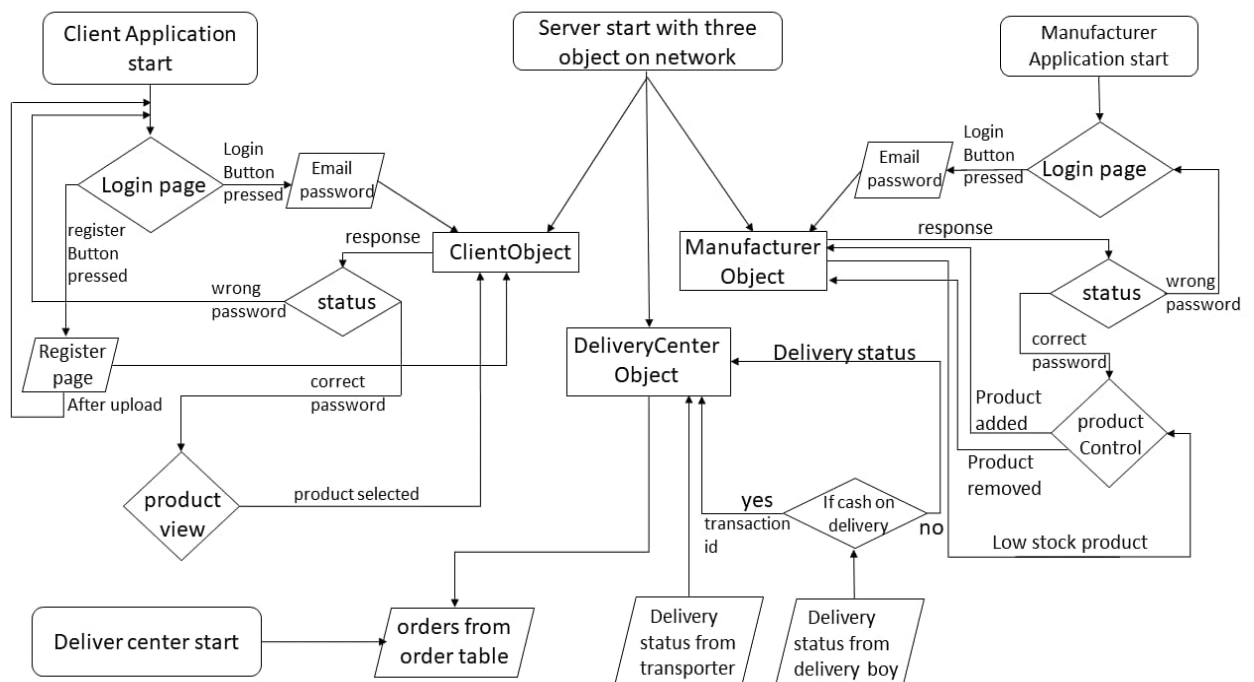 Client Application
start
Server start with three
object on network
Manufacturer
Application start
Login page
Login
Button
pressed
Email
password
register
Button
pressed
response
ClientObject
wrong
password
status
Register
page
After upload
correct
password
product
view
product selected
Email
password
Login
Button
pressed
Login page
Manufacturer
Object
response
status
wrong
password
correct
password
DeliveryCenter
Object
Delivery status
Product
added
product
Control
Product
removed
yes
transaction
id
If cash on
delivery
no
Low stock product
Deliver center start
orders from
order table
Delivery
status from
transporter
Delivery
status from
delivery boy